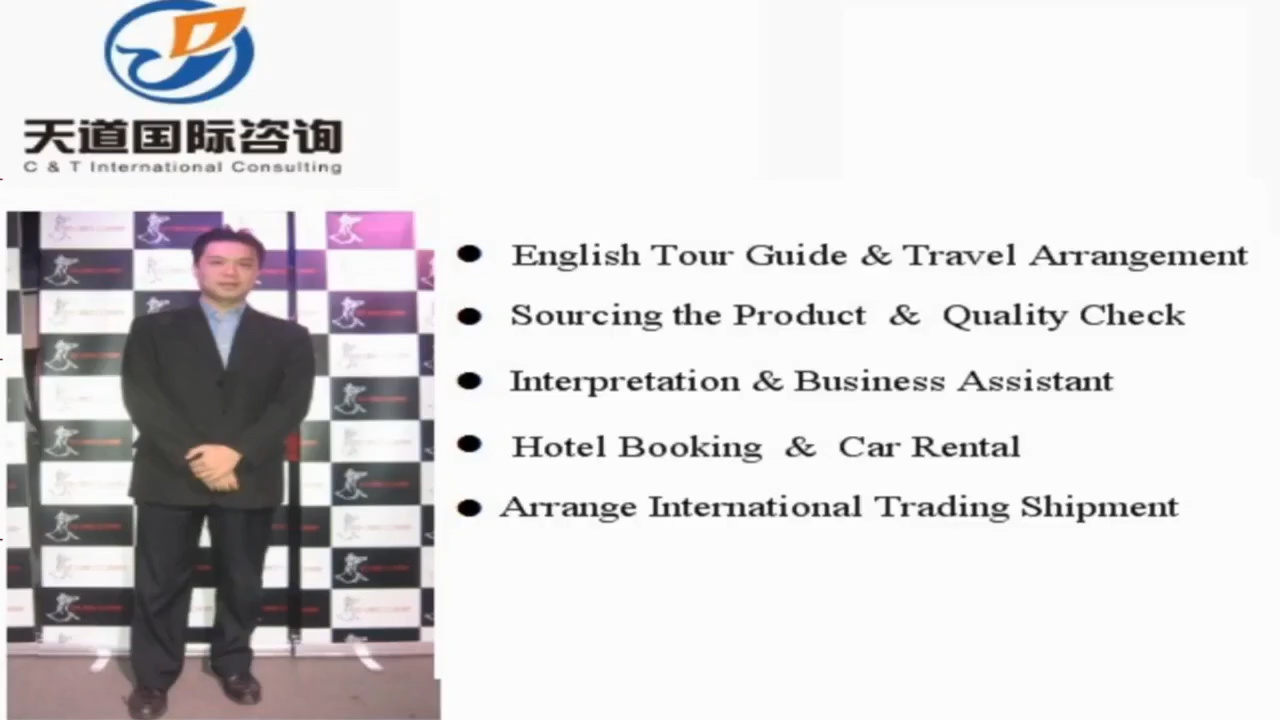 天道国际咨询
C & T International Consulting
● English Tour Guide & Travel Arrangement
● Sourcing the Product & Quality Check
● Interpretation & Business Assistant
● Hotel Booking & Car Rental
● Arrange International Trading Shipment